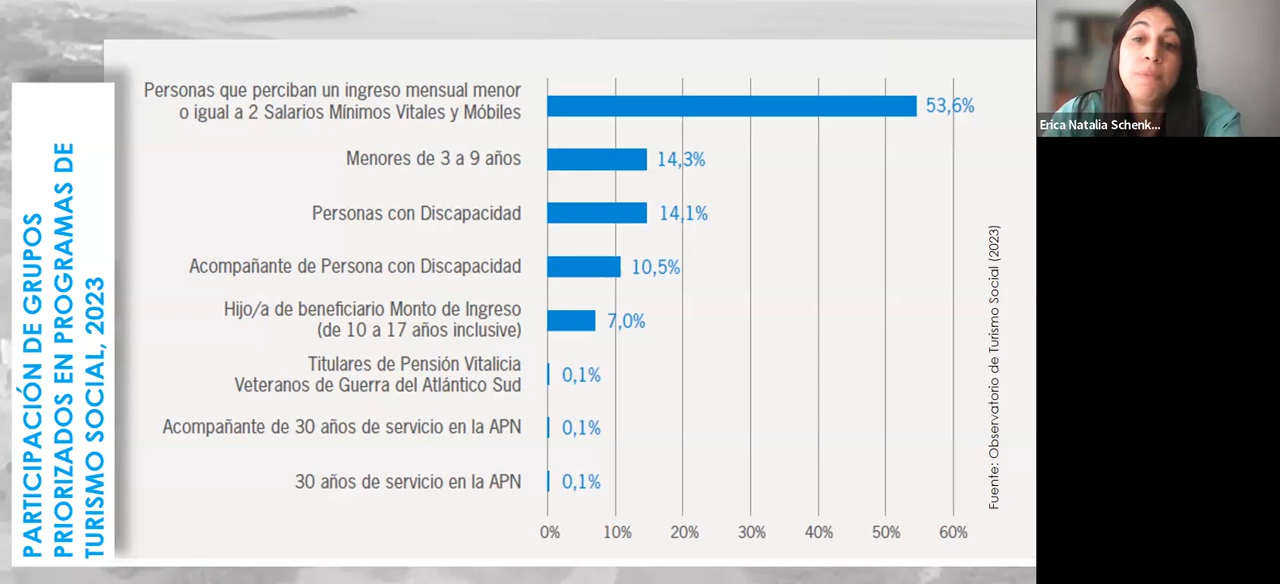 PARTICIPACIÓN DE GRUPOS
PRIORIZADOS EN PROGRAMAS DE
TURISMO SOCIAL, 2023
Personas que perciban un ingreso mensual menor
o igual a 2 Salarios Mínimos Vitales y Móbiles
53,6%
Menores de 3 a 9 años
14,3%
Personas con Discapacidad
14,1%
Acompañante de Persona con Discapacidad
10,5%
Hijo/a de beneficiario Monto de Ingreso
(de 10 a 17 años inclusive)
7,0%
Titulares de Pensión Vitalicia
Veteranos de Guerra del Atlántico Sud
0,1%
Acompañante de 30 años de servicio en la APN
0,1%
30 años de servicio en la APN
0,1%
0% 10% 20% 30% 40% 50% 60%
Fuente: Observatorio de Turismo Social (2023)
Erica Natalia Schenk...